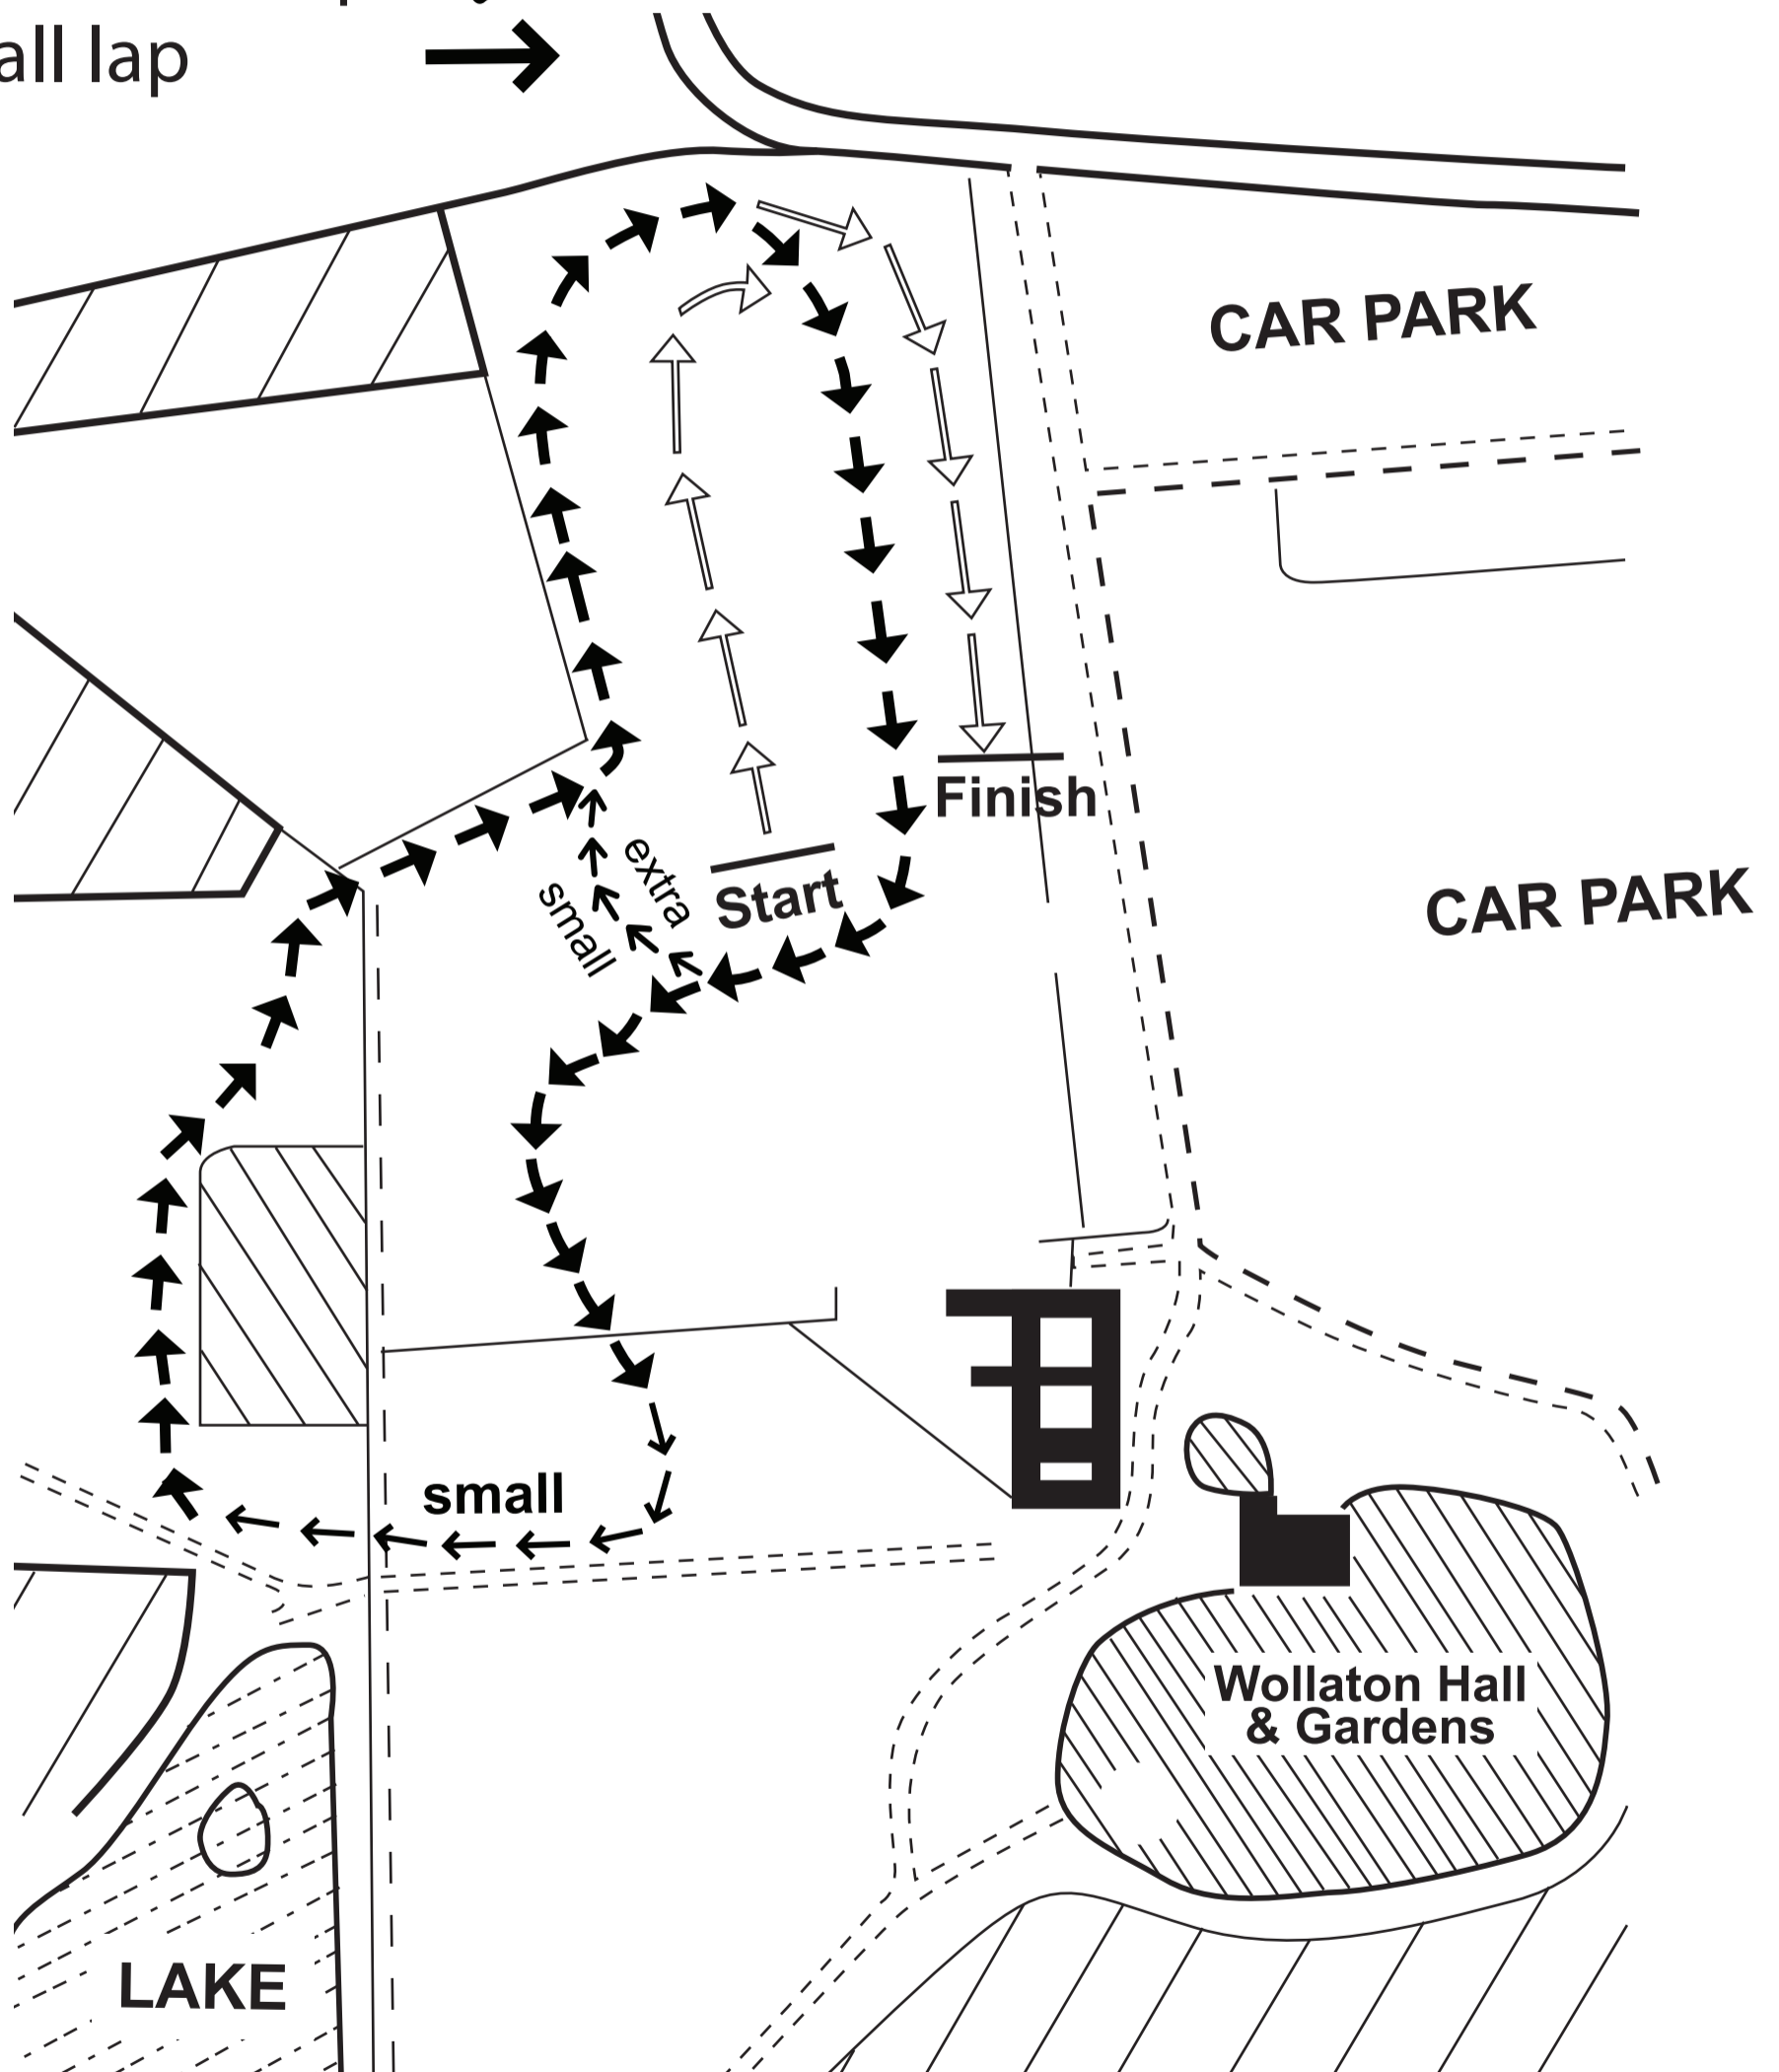 all lap
CAR PARK
Finish
extra
small
Start
CAR PARK
small
Wollaton Hall
& Gardens
LAKE